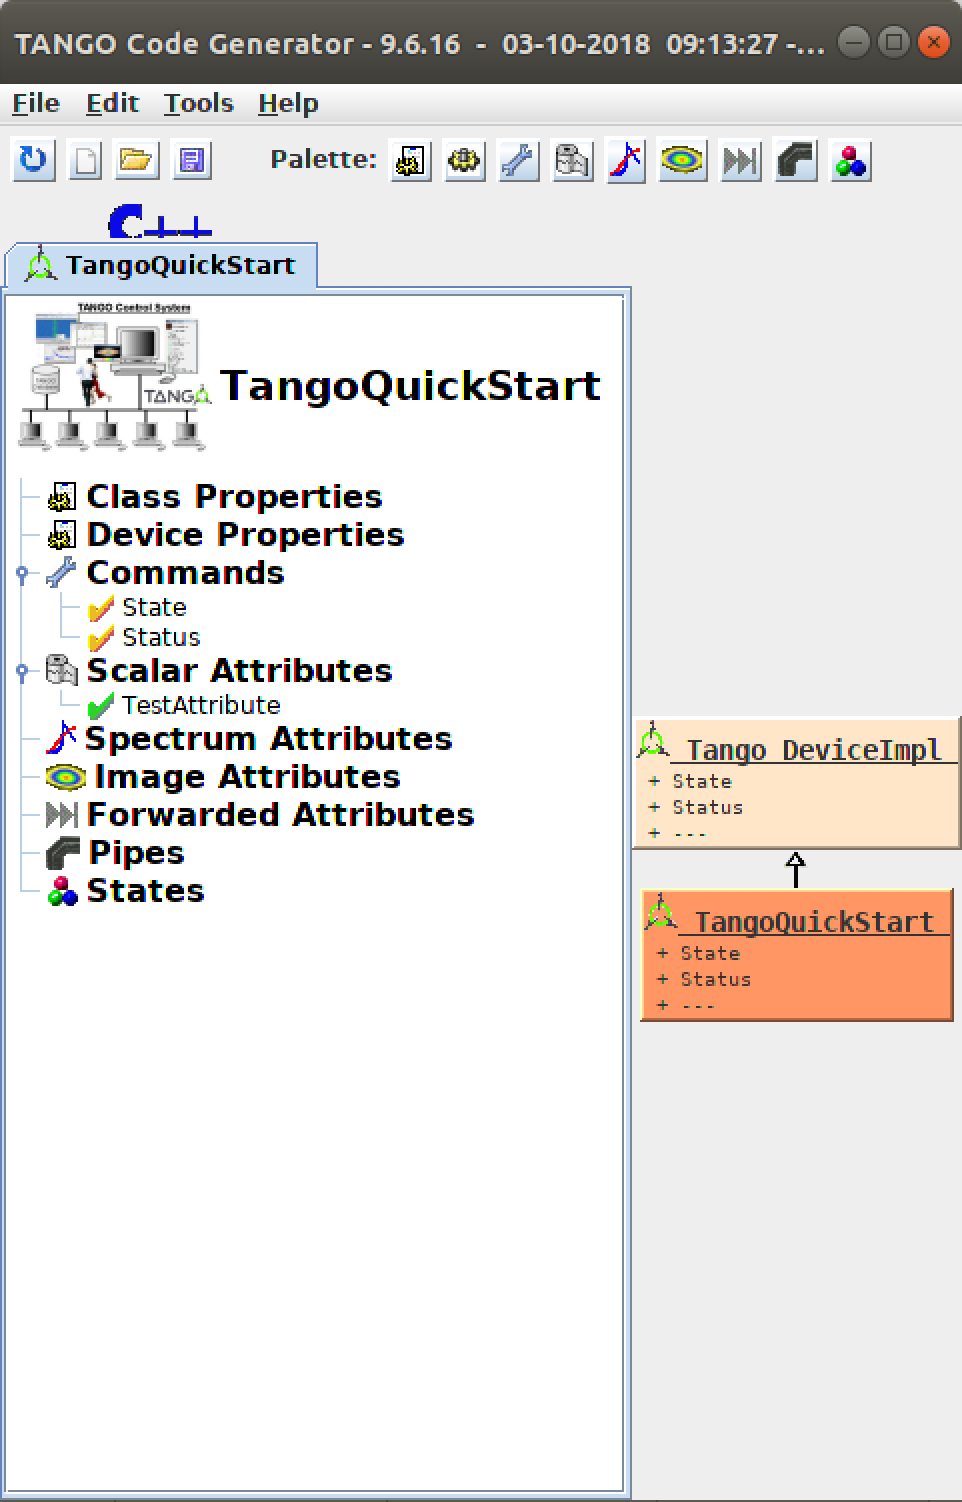 TANGO Code Generator - 9.6.16 - 03-10-2018 09:13:27 -...
File Edit Tools Help
Palette:
C++
TangoQuickStart
TANGO Control System
TANGO
TangoQuickStart
Class Properties
Device Properties
Commands
State
Status
Scalar Attributes
TestAttribute
Spectrum Attributes
Image Attributes
Forwarded Attributes
Pipes
States
Tango DeviceImpl
+ State
+ Status
+ ---
TangoQuickStart
+ State
+ Status
+ ---